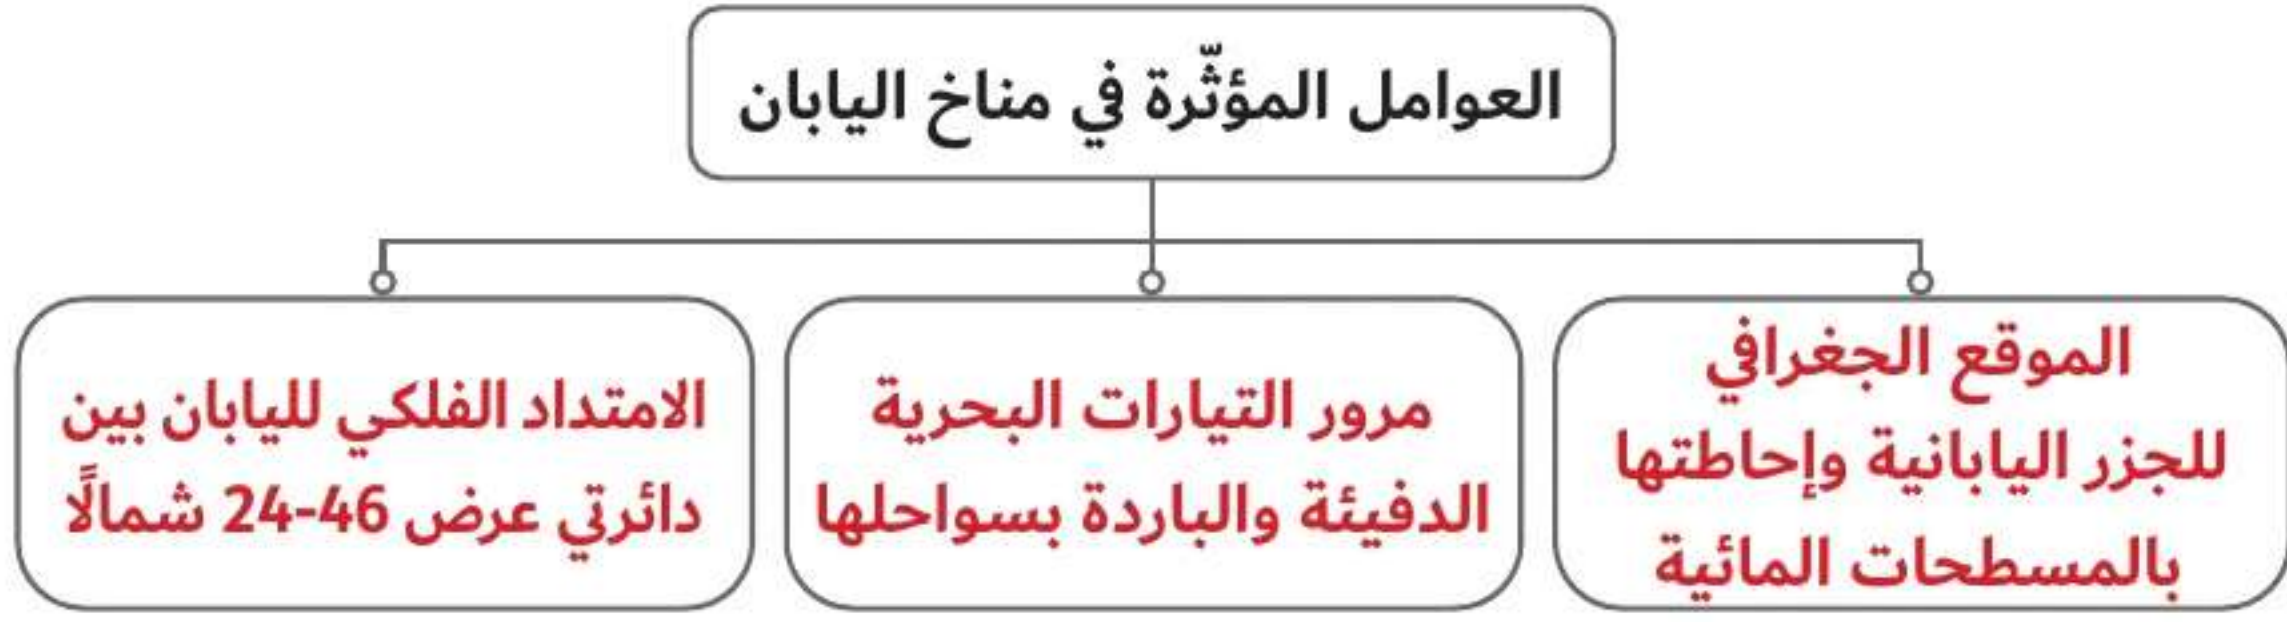 العوامل المؤثّرة في مناخ اليابان
الموقع الجغرافي
للجزر اليابانية وإحاطتها
بالمسطحات المائية
مرور التيارات البحرية
الدفيئة والباردة بسواحلها
الامتداد الفلكي لليابان بين
دائرتي عرض 46-24 شمالًا